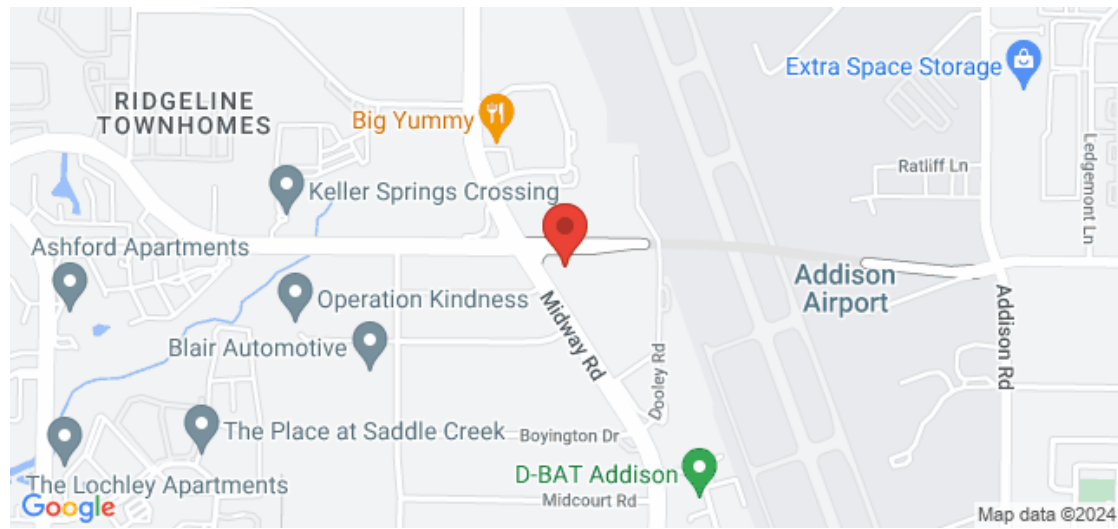 Extra Space Storage
RIDGELINE
TOWNHOMES
Big Yummy
Ratliff Ln
Ledgemont Ln
Keller Springs Crossing
Ashford Apartments
Addison
Airport
Operation Kindness
Midway Rd
Addison Rd
Blair Automotive
Dooley Rd
The Place at Saddle Creek
Boyington Dr
D-BAT Addison
The Lochley Apartments
Midcourt Rd
Google
Map data ©2024